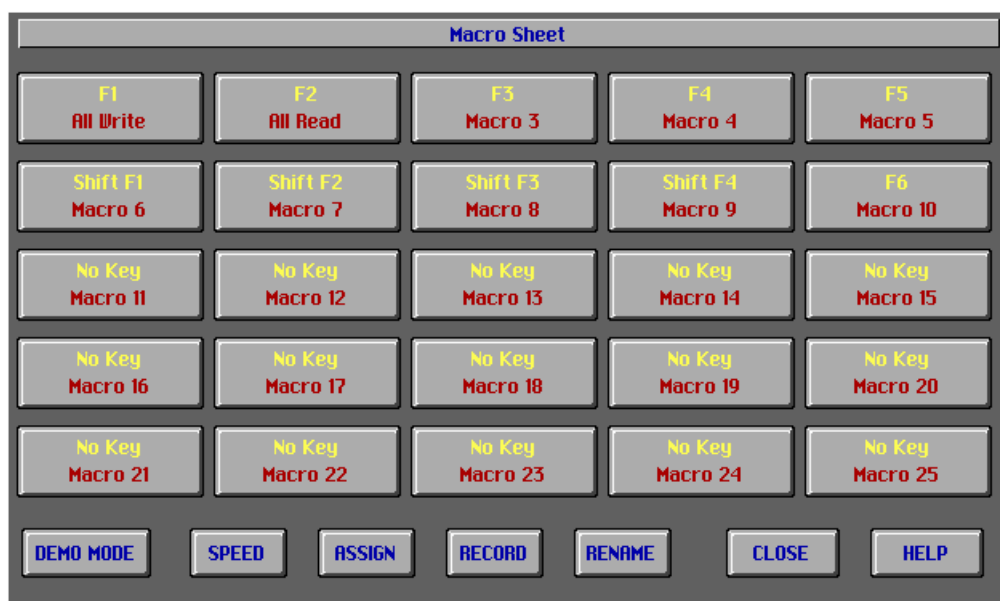 Macro Sheet
F1 F2 F3 F4 F5
All Write All Read Macro 3 Macro 4 Macro 5
Shift F1 Shift F2 Shift F3 Shift F4 F6
Macro 6 Macro 7 Macro 8 Macro 9 Macro 10
No Key No Key No Key No Key No Key
Macro 11 Macro 12 Macro 13 Macro 14 Macro 15
No Key No Key No Key No Key No Key
Macro 16 Macro 17 Macro 18 Macro 19 Macro 20
No Key No Key No Key No Key No Key
Macro 21 Macro 22 Macro 23 Macro 24 Macro 25
DEMO MODE SPEED ASSIGN RECORD RENAME CLOSE HELP